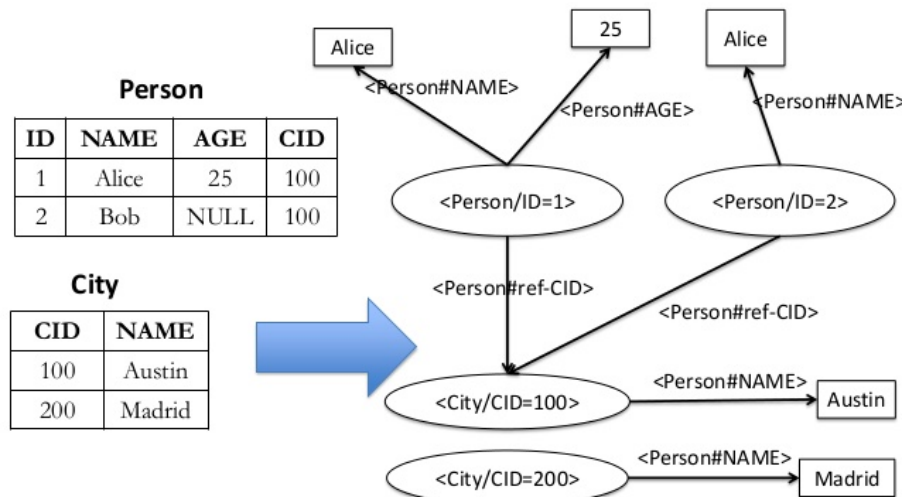 Person
ID NAME AGE CID
1 Alice 25 100
2 Bob NULL 100
City
CID NAME
100 Austin
200 Madrid
Alice
25
Alice
<Person#NAME>
<Person#AGE>
<Person#NAME>
<Person/ID=1>
<Person/ID=2>
<Person#ref-CID>
<Person#ref-CID>
<City/CID=100>
<Person#NAME>
Austin
<City/CID=200>
<Person#NAME>
Madrid